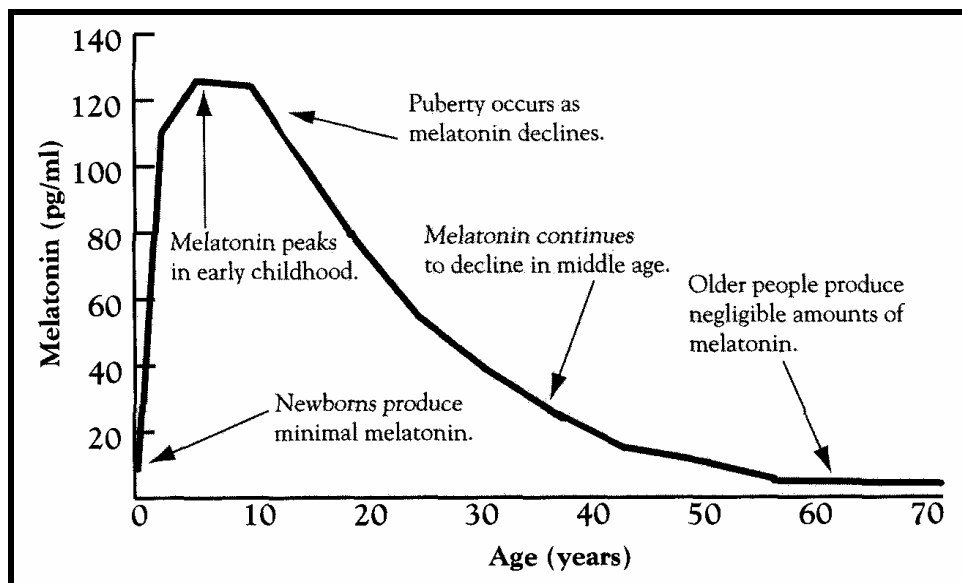 140
120
100
80
60
40
20
Melatonin (pg/ml)
Puberty occurs as
melatonin declines.
Melatonin peaks
in early childhood.
Melatonin continues
to decline in middle age.
Older people produce
negligible amounts of
melatonin.
Newborns produce
minimal melatonin.
0 10 20 30 40 50 60 70
Age (years)